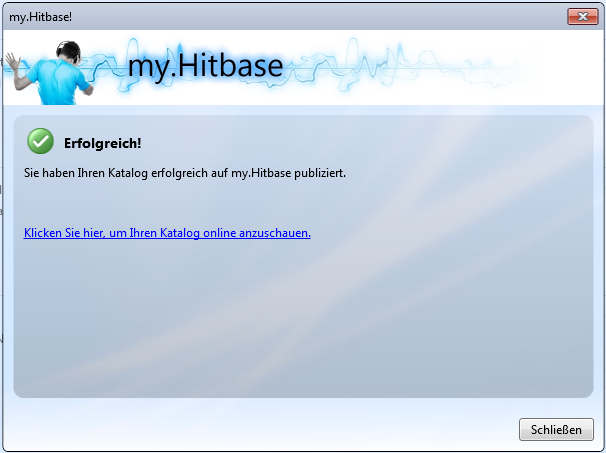 my.Hitbase!
my.Hitbase
Erfolgreich!
Sie haben Ihren Katalog erfolgreich auf my.Hitbase publiziert.
Klicken Sie hier, um Ihren Katalog online anzuschauen.
Schließen